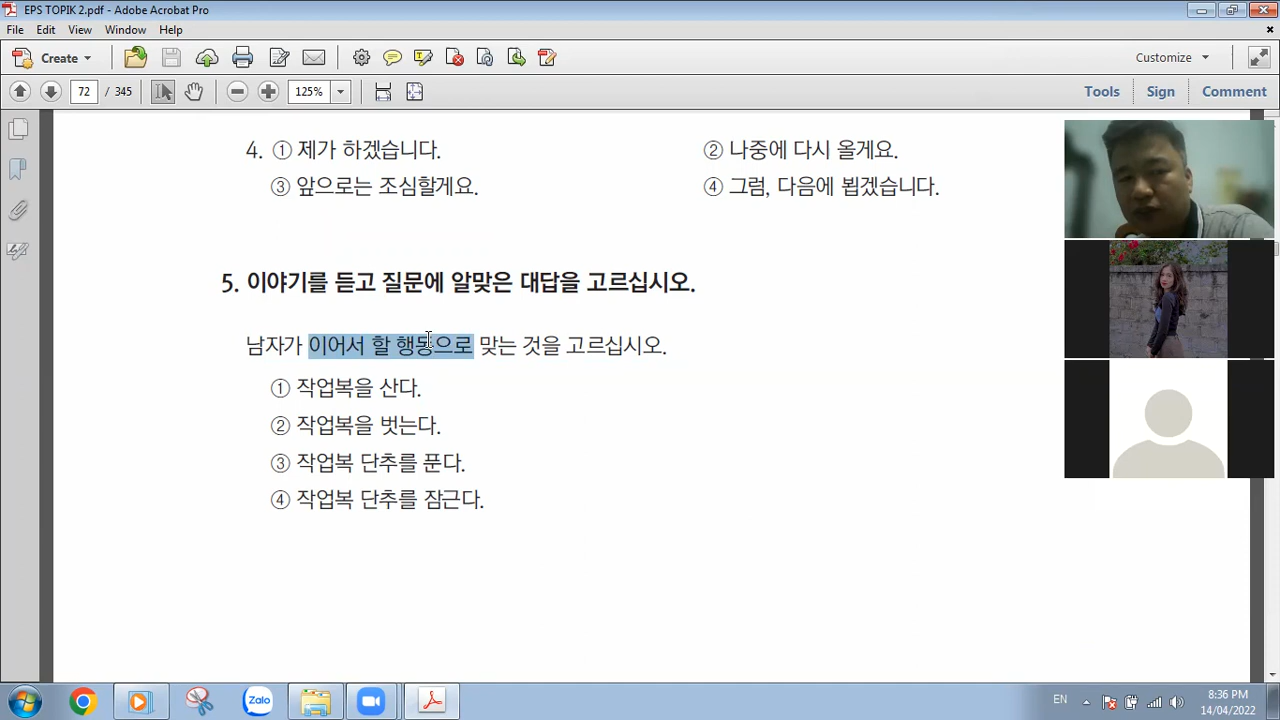 EPS TOPIK 2.pdf - Adobe Acrobat Pro
File Edit View Window Help
Create Customize
72 / 345 125% Tools Sign Comment
4. ① 제가 하겠습니다. ② 나중에 다시 올게요.
③ 앞으로는 조심할게요. ④ 그럼, 다음에 뵙겠습니다.
5. 이야기를 듣고 질문에 알맞은 대답을 고르십시오.
남자가 이어서 할 행동으로 맞는 것을 고르십시오.
① 작업복을 산다.
② 작업복을 벗는다.
③ 작업복 단추를 푼다.
④ 작업복 단추를 잠근다.
Zalo
EN 8:36 PM
14/04/2022